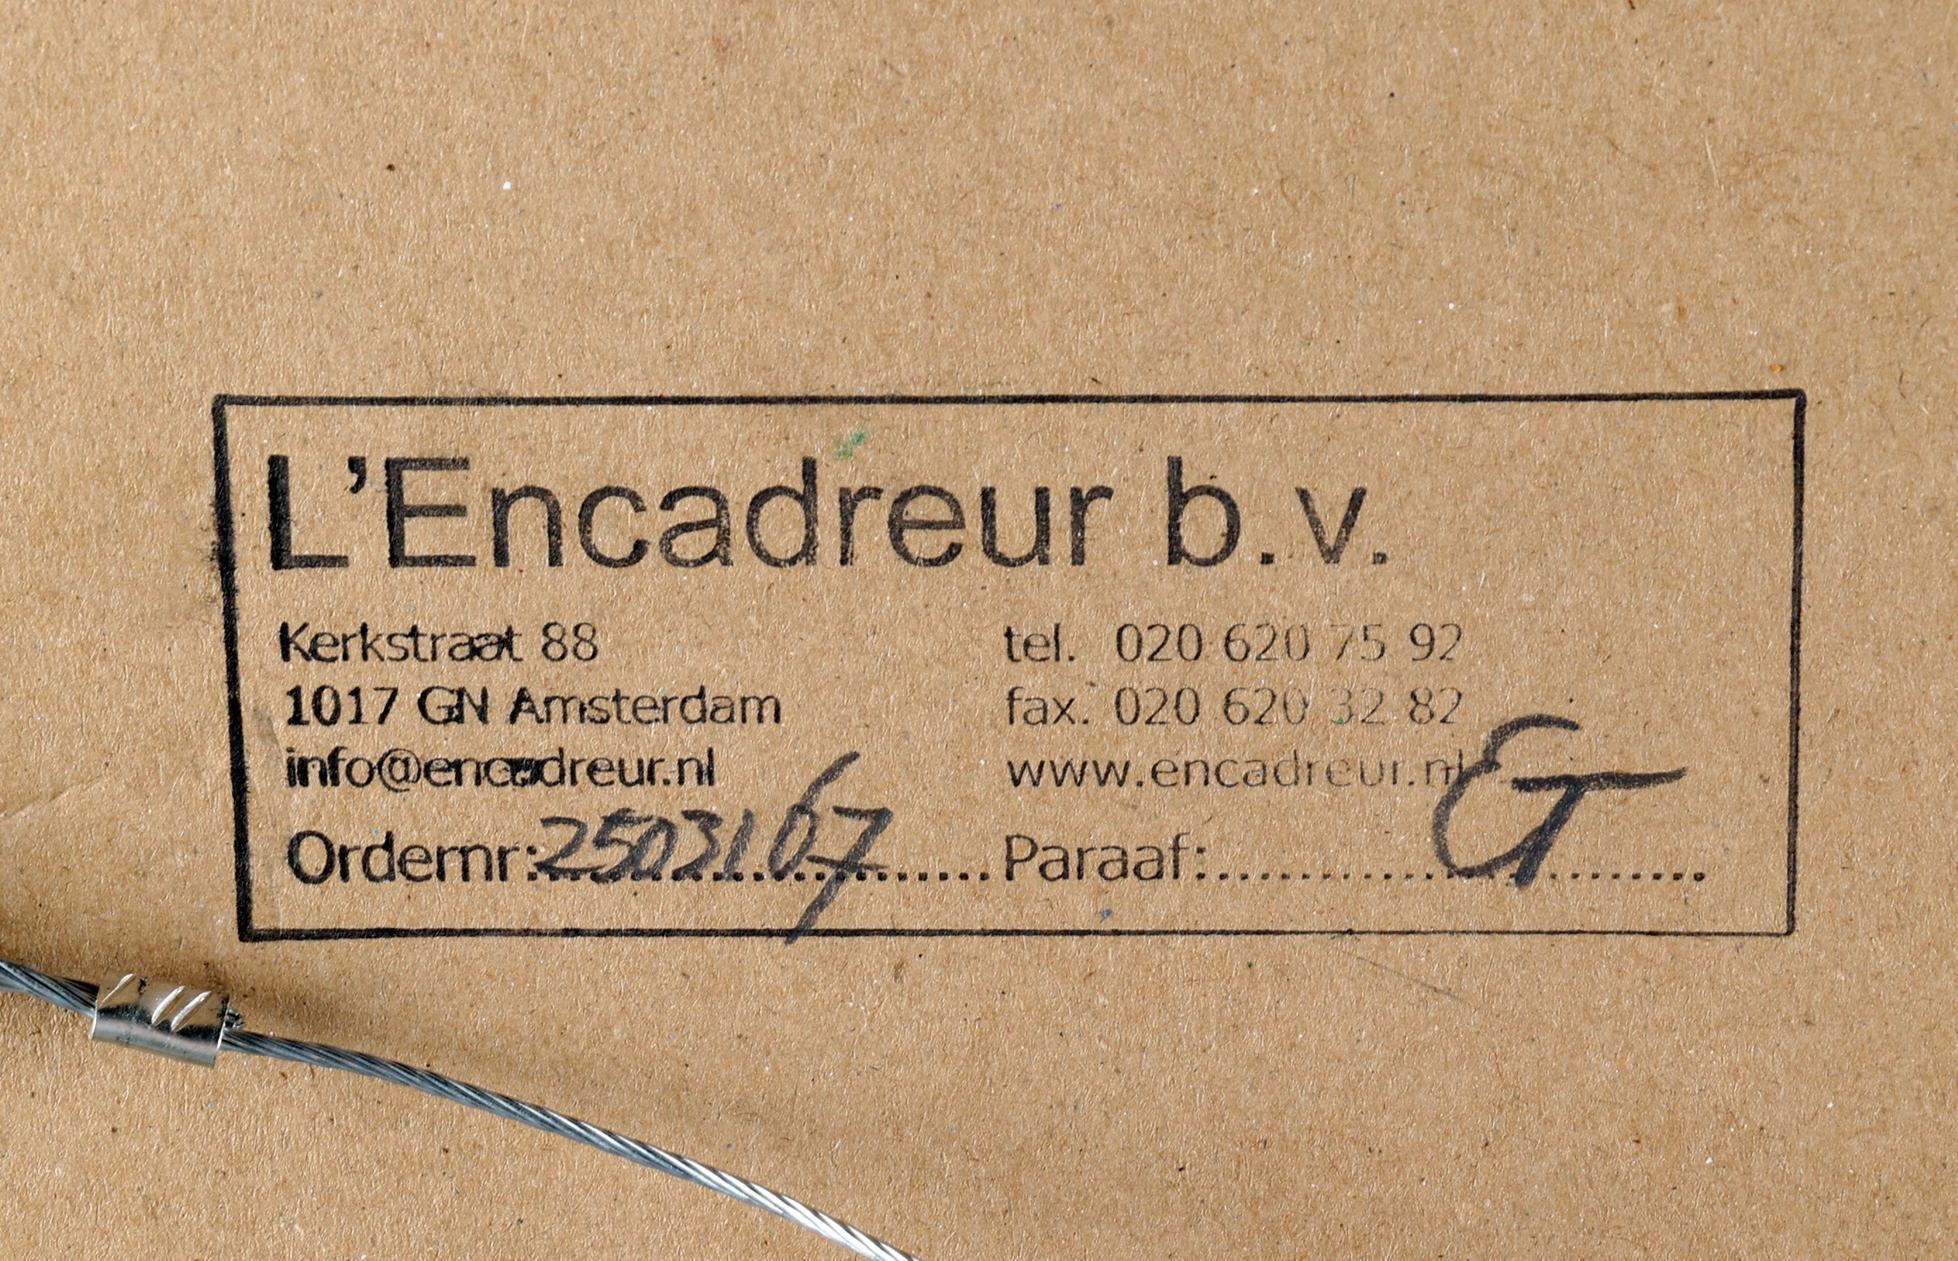 L'Encadreur b.v.
Kerkstraat 88
1017 GN Amsterdam
info@encadreur.nl
tel. 020 620 75 92
fax. 020 620 32 82
www.encadreur.nl
Ordernr:2503107.......
Paraaf:........................